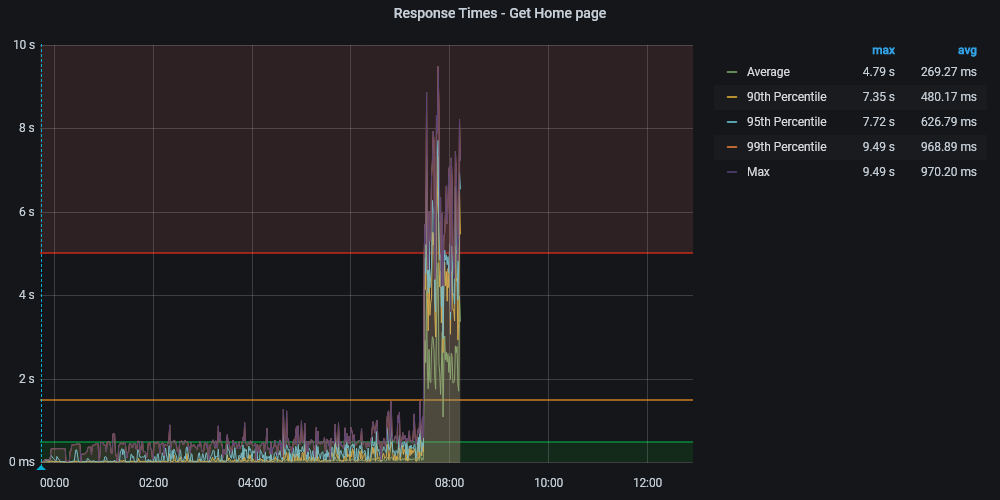 Response Times - Get Home page
10 s
8 s
6 s
4 s
2 s
0 ms
00:00 02:00 04:00 06:00 08:00 10:00 12:00
max avg
Average 4.79 s 269.27 ms
90th Percentile 7.35 s 480.17 ms
95th Percentile 7.72 s 626.79 ms
99th Percentile 9.49 s 968.89 ms
Max 9.49 s 970.20 ms